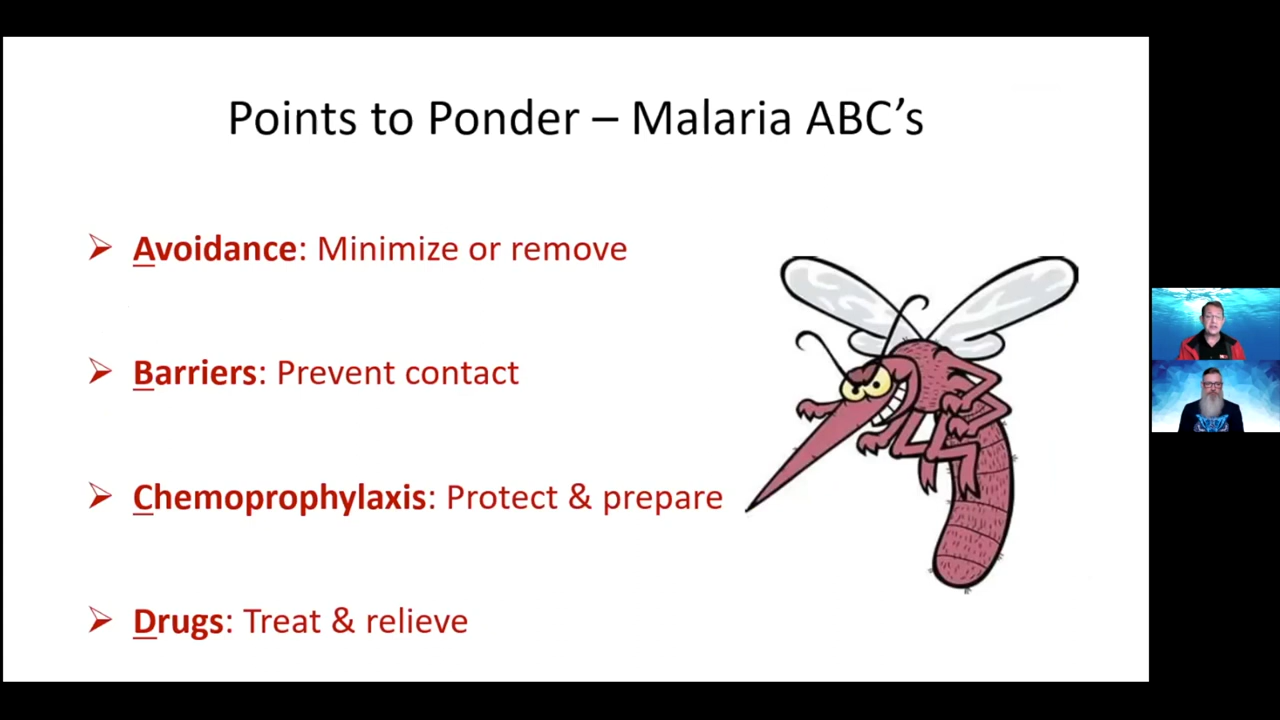 Points to Ponder – Malaria ABC’s
➢ Avoidance: Minimize or remove
➢ Barriers: Prevent contact
➢ Chemoprophylaxis: Protect & prepare
➢ Drugs: Treat & relieve